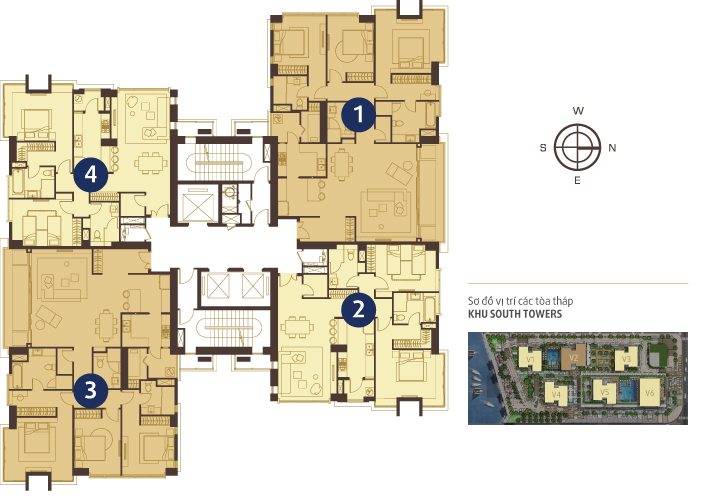 1
4
2
3
W
S N
E
Sơ đồ vị trí các tòa tháp
KHU SOUTH TOWERS
V1 V2 V3
V4 V5 V6